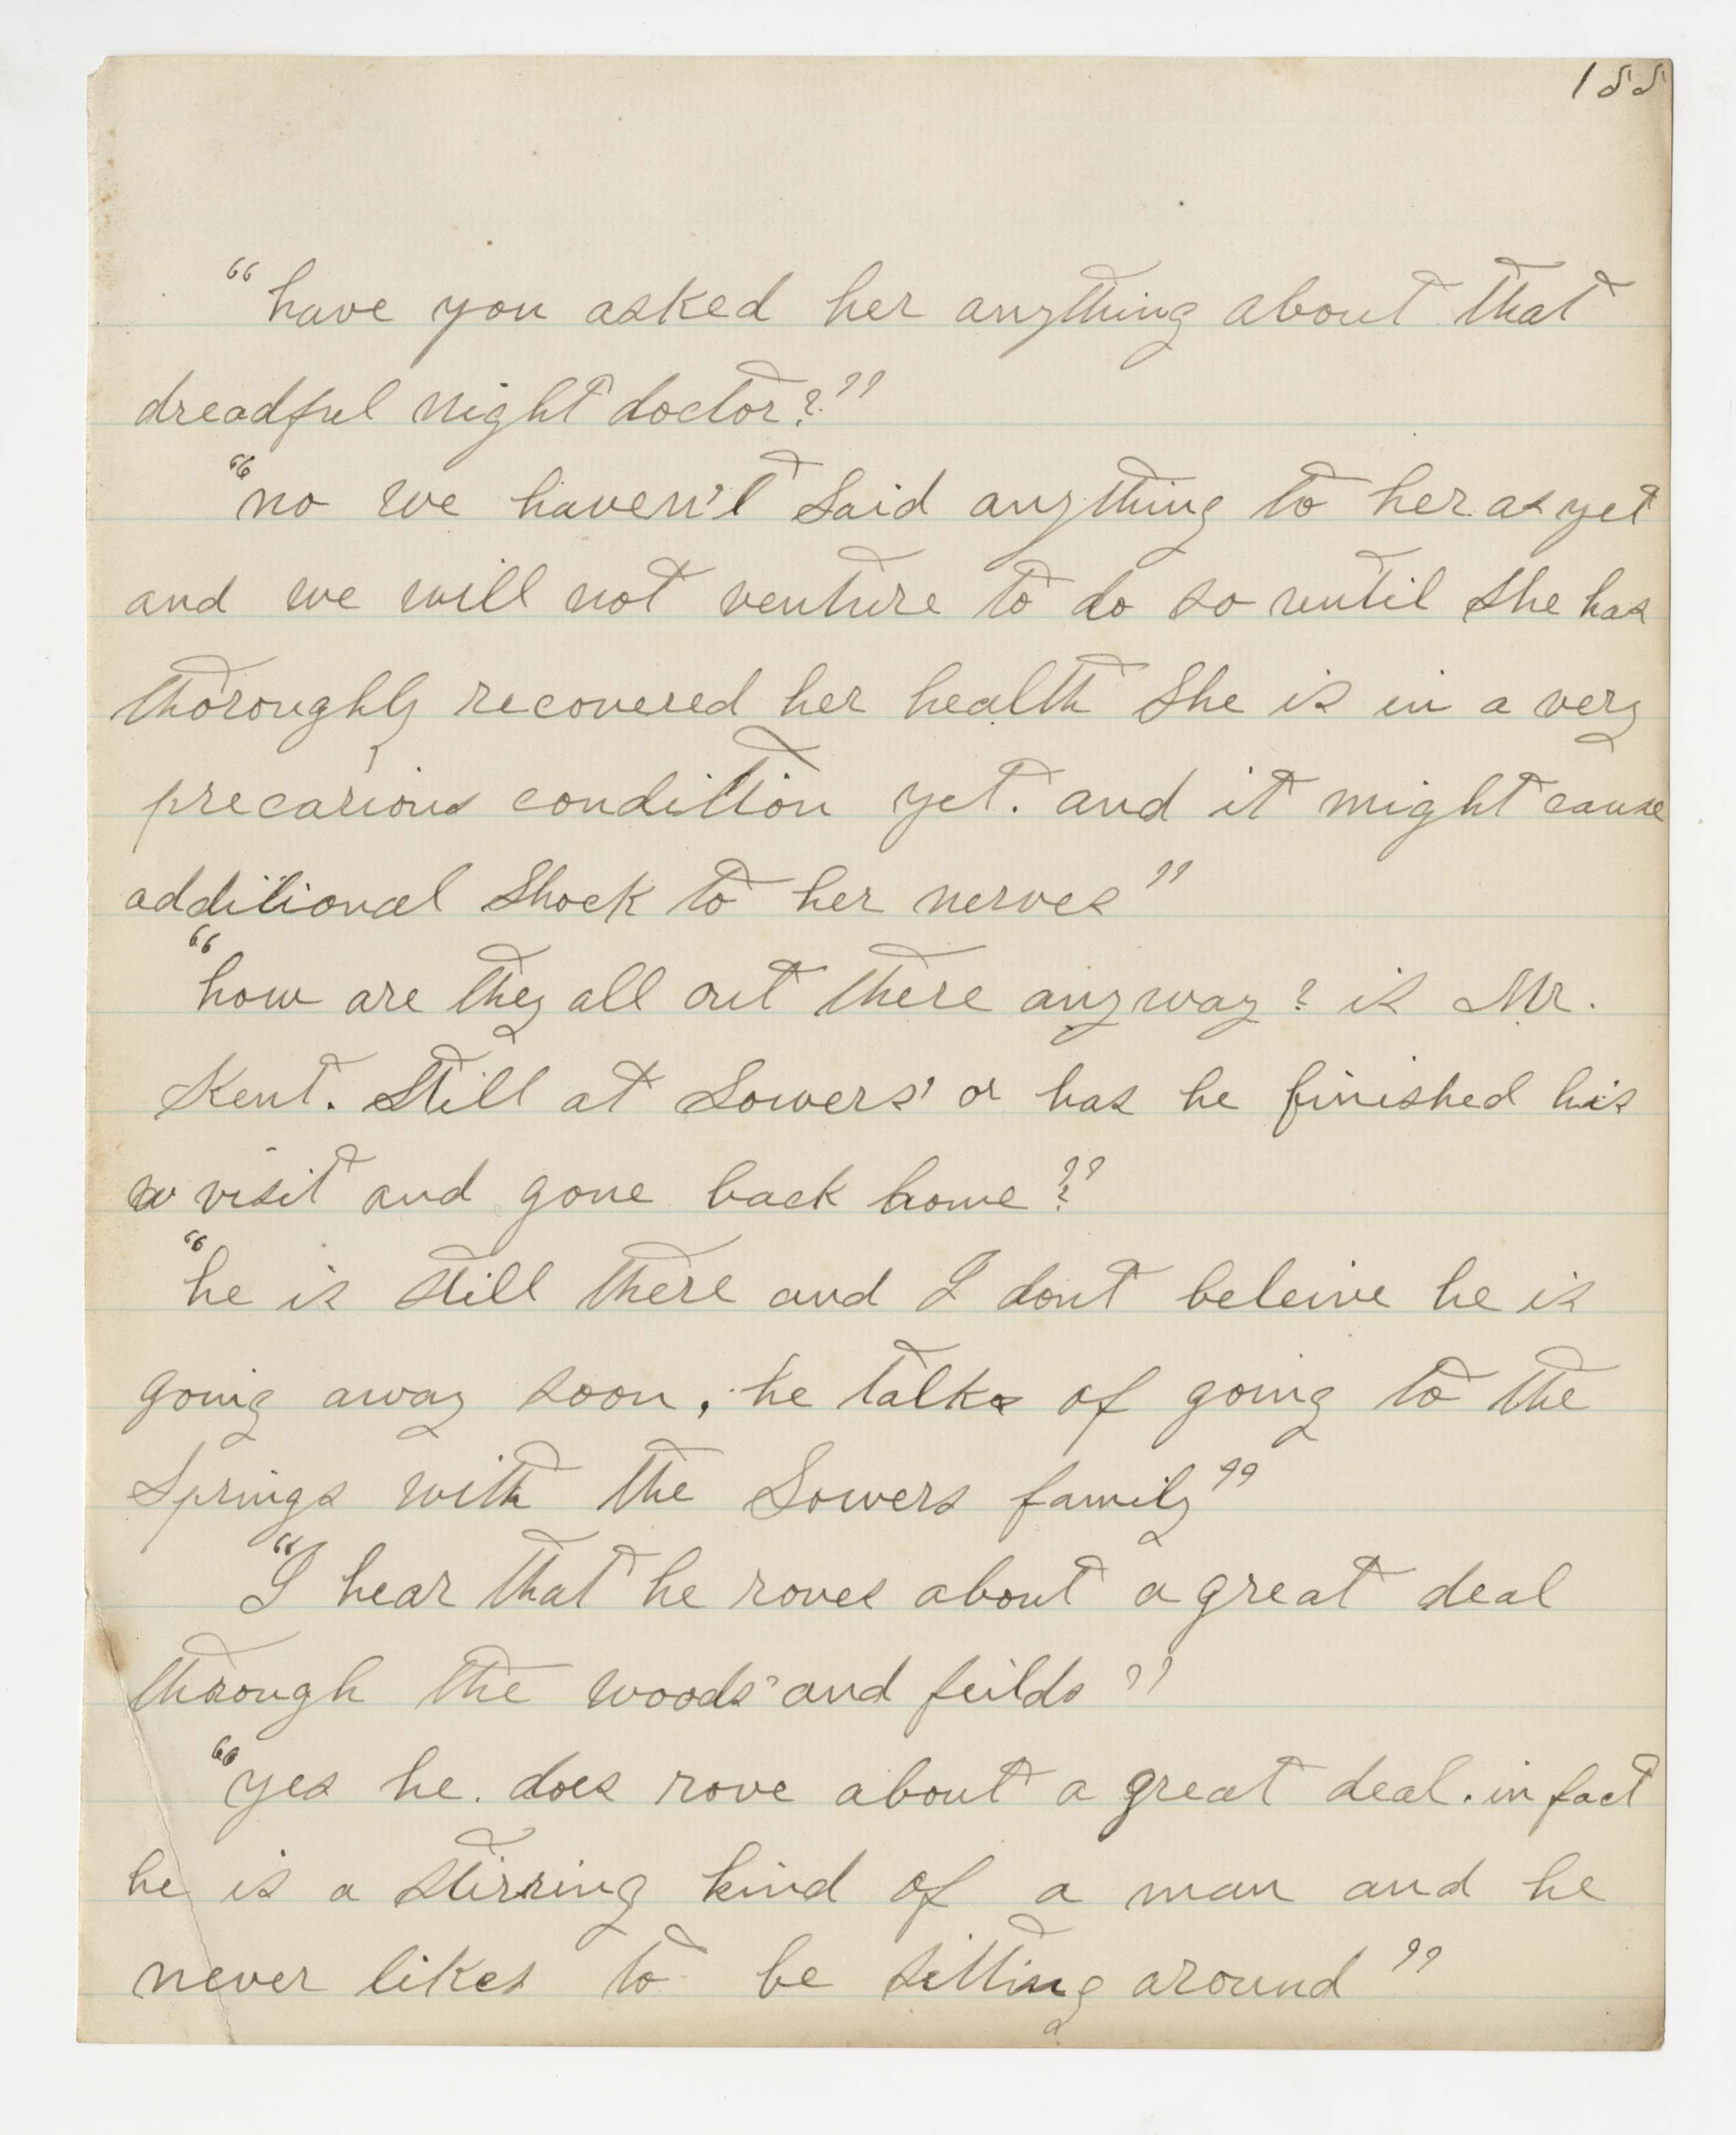 155
“have you asked her anything about that
dreadful night doctor?”
“no we haven't said anything to her as yet
and we will not venture to do so until she has
thoroughly recovered her health She is in a very
precarious condition yet. and it might cause
additional shock to her nerves”
“how are they all out there anyway? is Mr.
Kent. still at Sowers' or has he finished his
visit and gone back home?”
“he is still there and I dont beleive he is
going away soon, he talks of going to the
Springs with the Sowers family”
“I hear that he roves about a great deal
through the woods and feilds”
“yes he. does rove about a great deal. in fact
he is a stirring kind of a man and he
never likes to be sitting around”